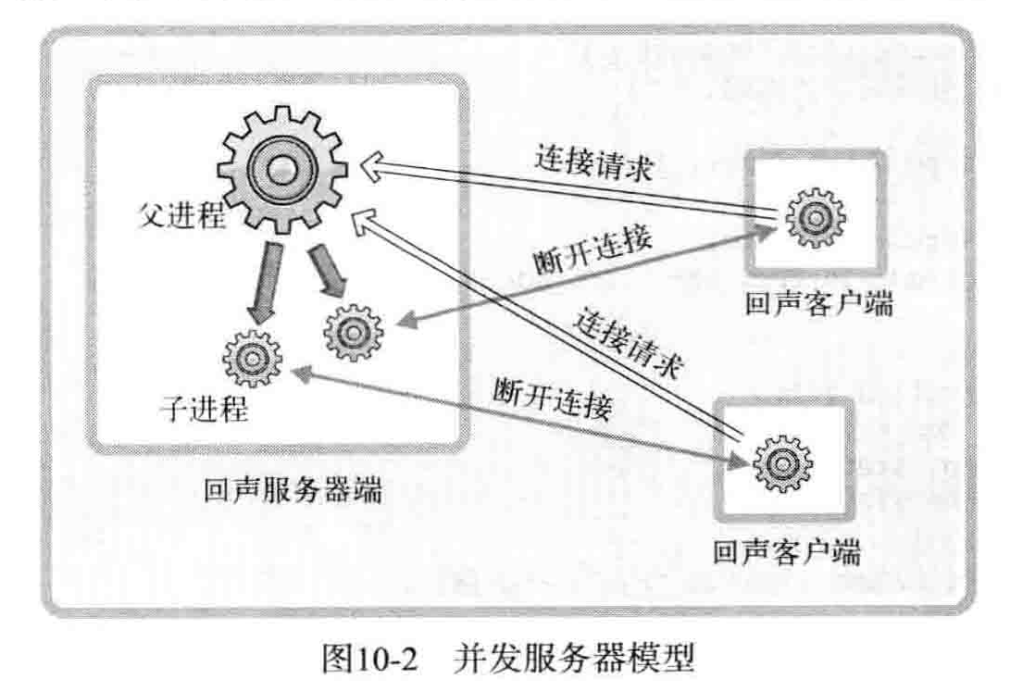 连接请求
父进程
断开连接
回声客户端
连接请求
断开连接
子进程
回声服务器端
回声客户端
图10-2 并发服务器模型